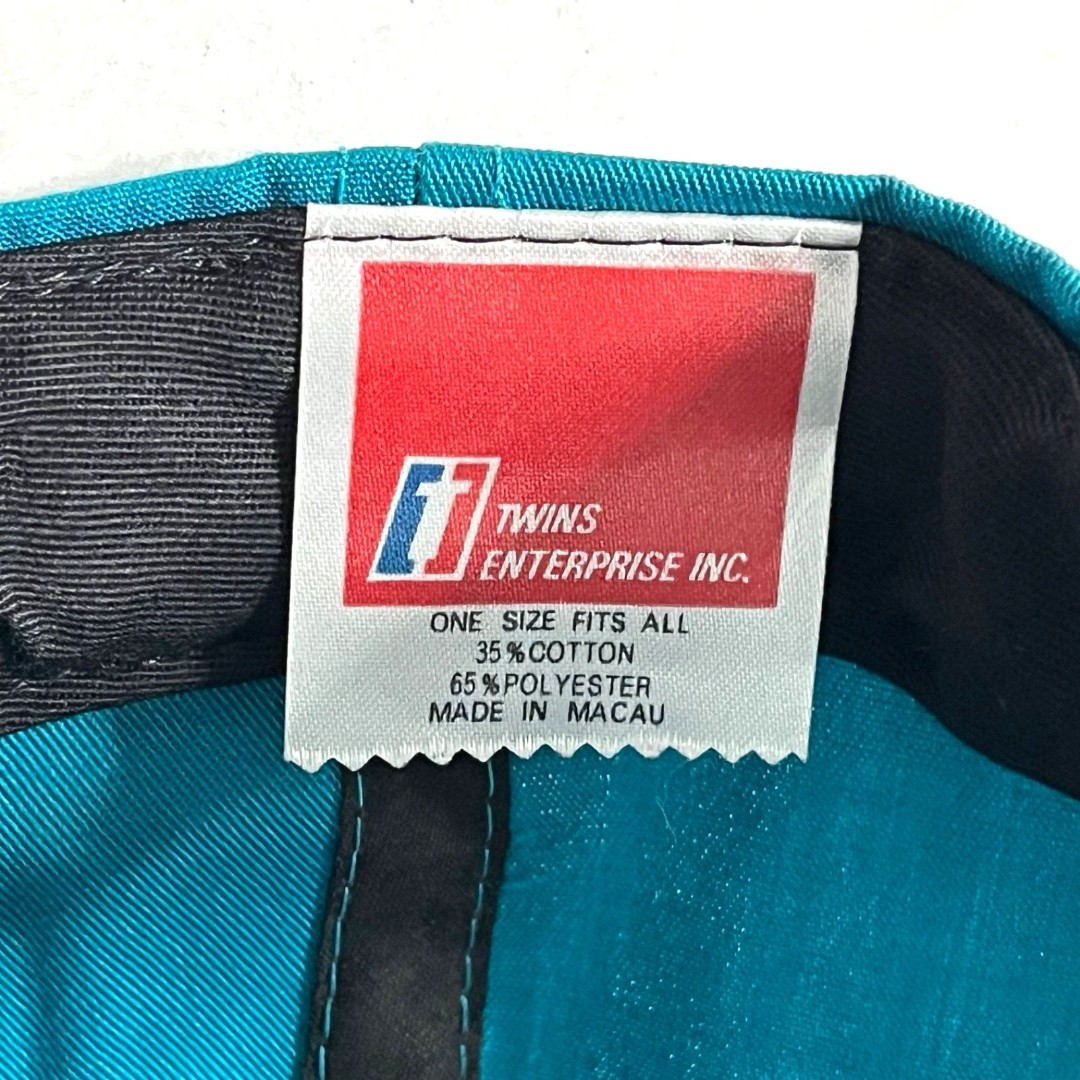 TWINS
ENTERPRISE INC.
ONE SIZE FITS ALL
35%COTTON
65%POLYESTER
MADE IN MACAU